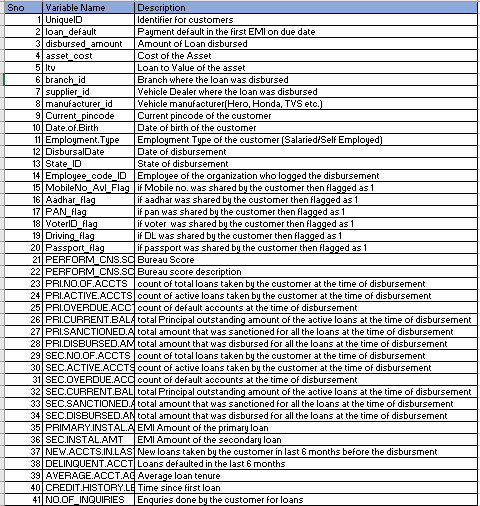 Sno Variable Name Description
1 UniqueID Identifier for customers
2 loan_default Payment default in the first EMI on due date
3 disbursed_amount Amount of Loan disbursed
4 asset_cost Cost of the Asset
5 ltv Loan to Value of the asset
6 branch_id Branch where the loan was disbursed
7 supplier_id Vehicle Dealer where the loan was disbursed
8 manufacturer_id Vehicle manufacturer(Hero, Honda, TVS etc.)
9 Current_pincode Current pincode of the customer
10 Date.of.Birth Date of birth of the customer
11 Employment.Type Employment Type of the customer (Salaried/Self Employed)
12 DisbursalDate Date of disbursement
13 State_ID State of disbursement
14 Employee_code_ID Employee of the organization who logged the disbursement
15 MobileNo_Avl_Flag if Mobile no. was shared by the customer then flagged as 1
16 Aadhar_flag if aadhar was shared by the customer then flagged as 1
17 PAN_flag if pan was shared by the customer then flagged as 1
18 VoterID_flag if voter was shared by the customer then flagged as 1
19 Driving_flag if DL was shared by the customer then flagged as 1
20 Passport_flag if passport was shared by the customer then flagged as 1
21 PERFORM_CNS.SC Bureau Score
22 PERFORM_CNS.SC Bureau score description
23 PRI.NO.OF.ACCTS count of total loans taken by the customer at the time of disbursement
24 PRI.ACTIVE.ACCTS count of active loans taken by the customer at the time of disbursement
25 PRI.OVERDUE.ACC count of default accounts at the time of disbursement
26 PRI.CURRENT.BALA total Principal outstanding amount of the active loans at the time of disbursement
27 PRI.SANCTIONED.A total amount that was sanctioned for all the loans at the time of disbursement
28 PRI.DISBURSED.AM total amount that was disbursed for all the loans at the time of disbursement
29 SEC.NO.OF.ACCTS count of total loans taken by the customer at the time of disbursement
30 SEC.ACTIVE.ACCTS count of active loans taken by the customer at the time of disbursement
31 SEC.OVERDUE.ACC count of default accounts at the time of disbursement
32 SEC.CURRENT.BAL total Principal outstanding amount of the active loans at the time of disbursement
33 SEC.SANCTIONED.A total amount that was sanctioned for all the loans at the time of disbursement
34 SEC.DISBURSED.AM total amount that was disbursed for all the loans at the time of disbursement
35 PRIMARY.INSTAL.A EMI Amount of the primary loan
36 SEC.INSTAL.AMT EMI Amount of the secondary loan
37 NEW.ACCTS.IN.LAS New loans taken by the customer in last 6 months before the disbursment
38 DELINQUENT.ACCT Loans defaulted in the last 6 months
39 AVERAGE.ACCT.AG Average loan tenure
40 CREDIT.HISTORY.LE Time since first loan
41 NO.OF_INQUIRIES Enquries done by the customer for loans